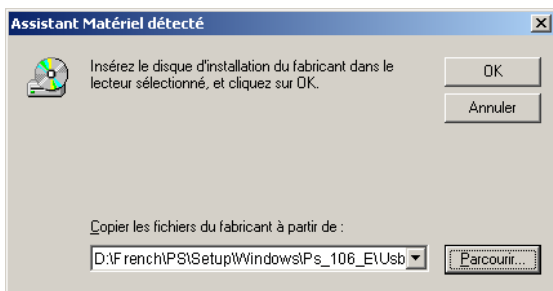 Assistant Matériel détecté
Insérez le disque d'installation du fabricant dans le
lecteur sélectionné, et cliquez sur OK.
OK
Annuler
Copier les fichiers du fabricant à partir de :
D:\French\PS\Setup\Windows\Ps_106_E\Usb
Parcourir...